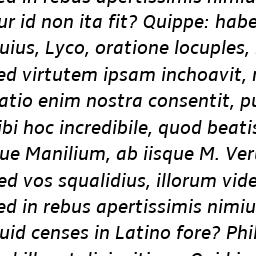 ed in rebus apertissimis nimiu
ur id non ita fit? Quippe: habe
uius, Lyco, oratione locuples,
ed virtutem ipsam inchoavit, n
atio enim nostra consentit, pu
ibi hoc incredibile, quod beatis
ue Manilium, ab iisque M. Ver
ed vos squalidius, illorum vide
ed in rebus apertissimis nimiu
uid censes in Latino fore? Phil